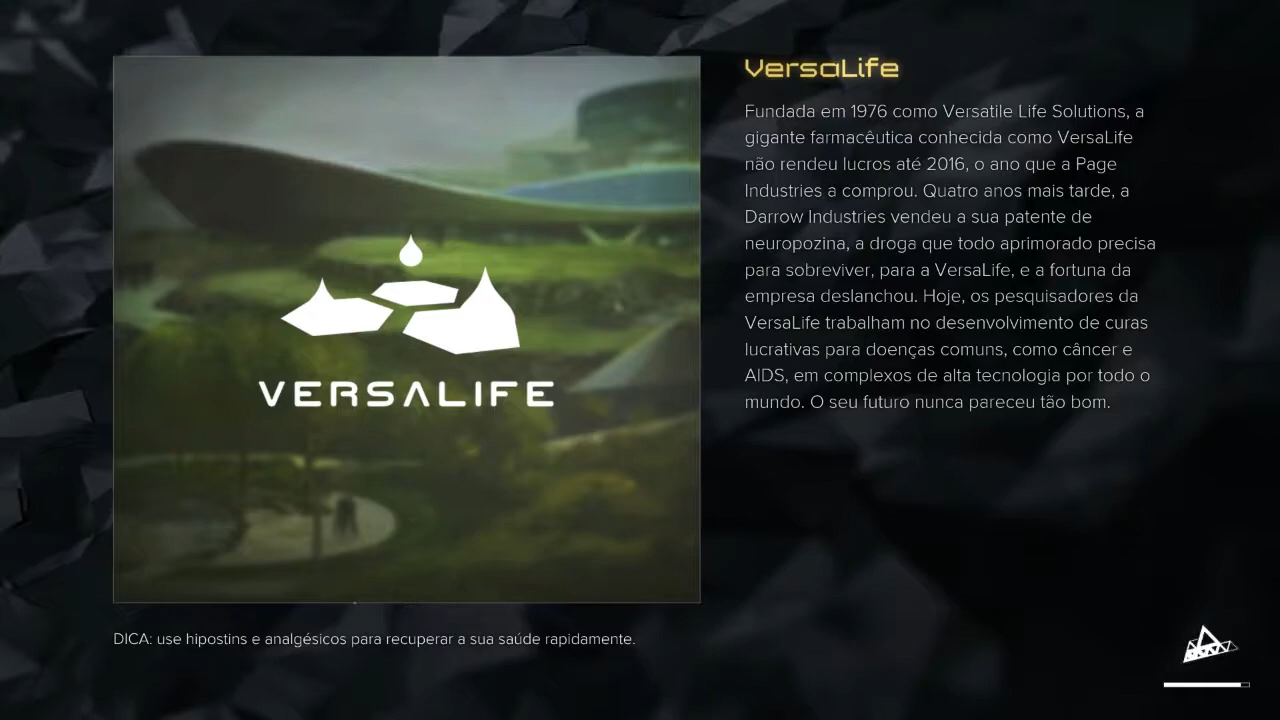 VERSALIFE
VersaLife
Fundada em 1976 como Versatile Life Solutions, a
gigante farmacêutica conhecida como VersaLife
não rendeu lucros até 2016, o ano que a Page
Industries a comprou. Quatro anos mais tarde, a
Darrow Industries vendeu a sua patente de
neuropozina, a droga que todo aprimorado precisa
para sobreviver, para a VersaLife, e a fortuna da
empresa deslanchou. Hoje, os pesquisadores da
VersaLife trabalham no desenvolvimento de curas
lucrativas para doenças comuns, como câncer e
AIDS, em complexos de alta tecnologia por todo o
mundo. O seu futuro nunca pareceu tão bom.
DICA: use hipostins e analgésicos para recuperar a sua saúde rapidamente.